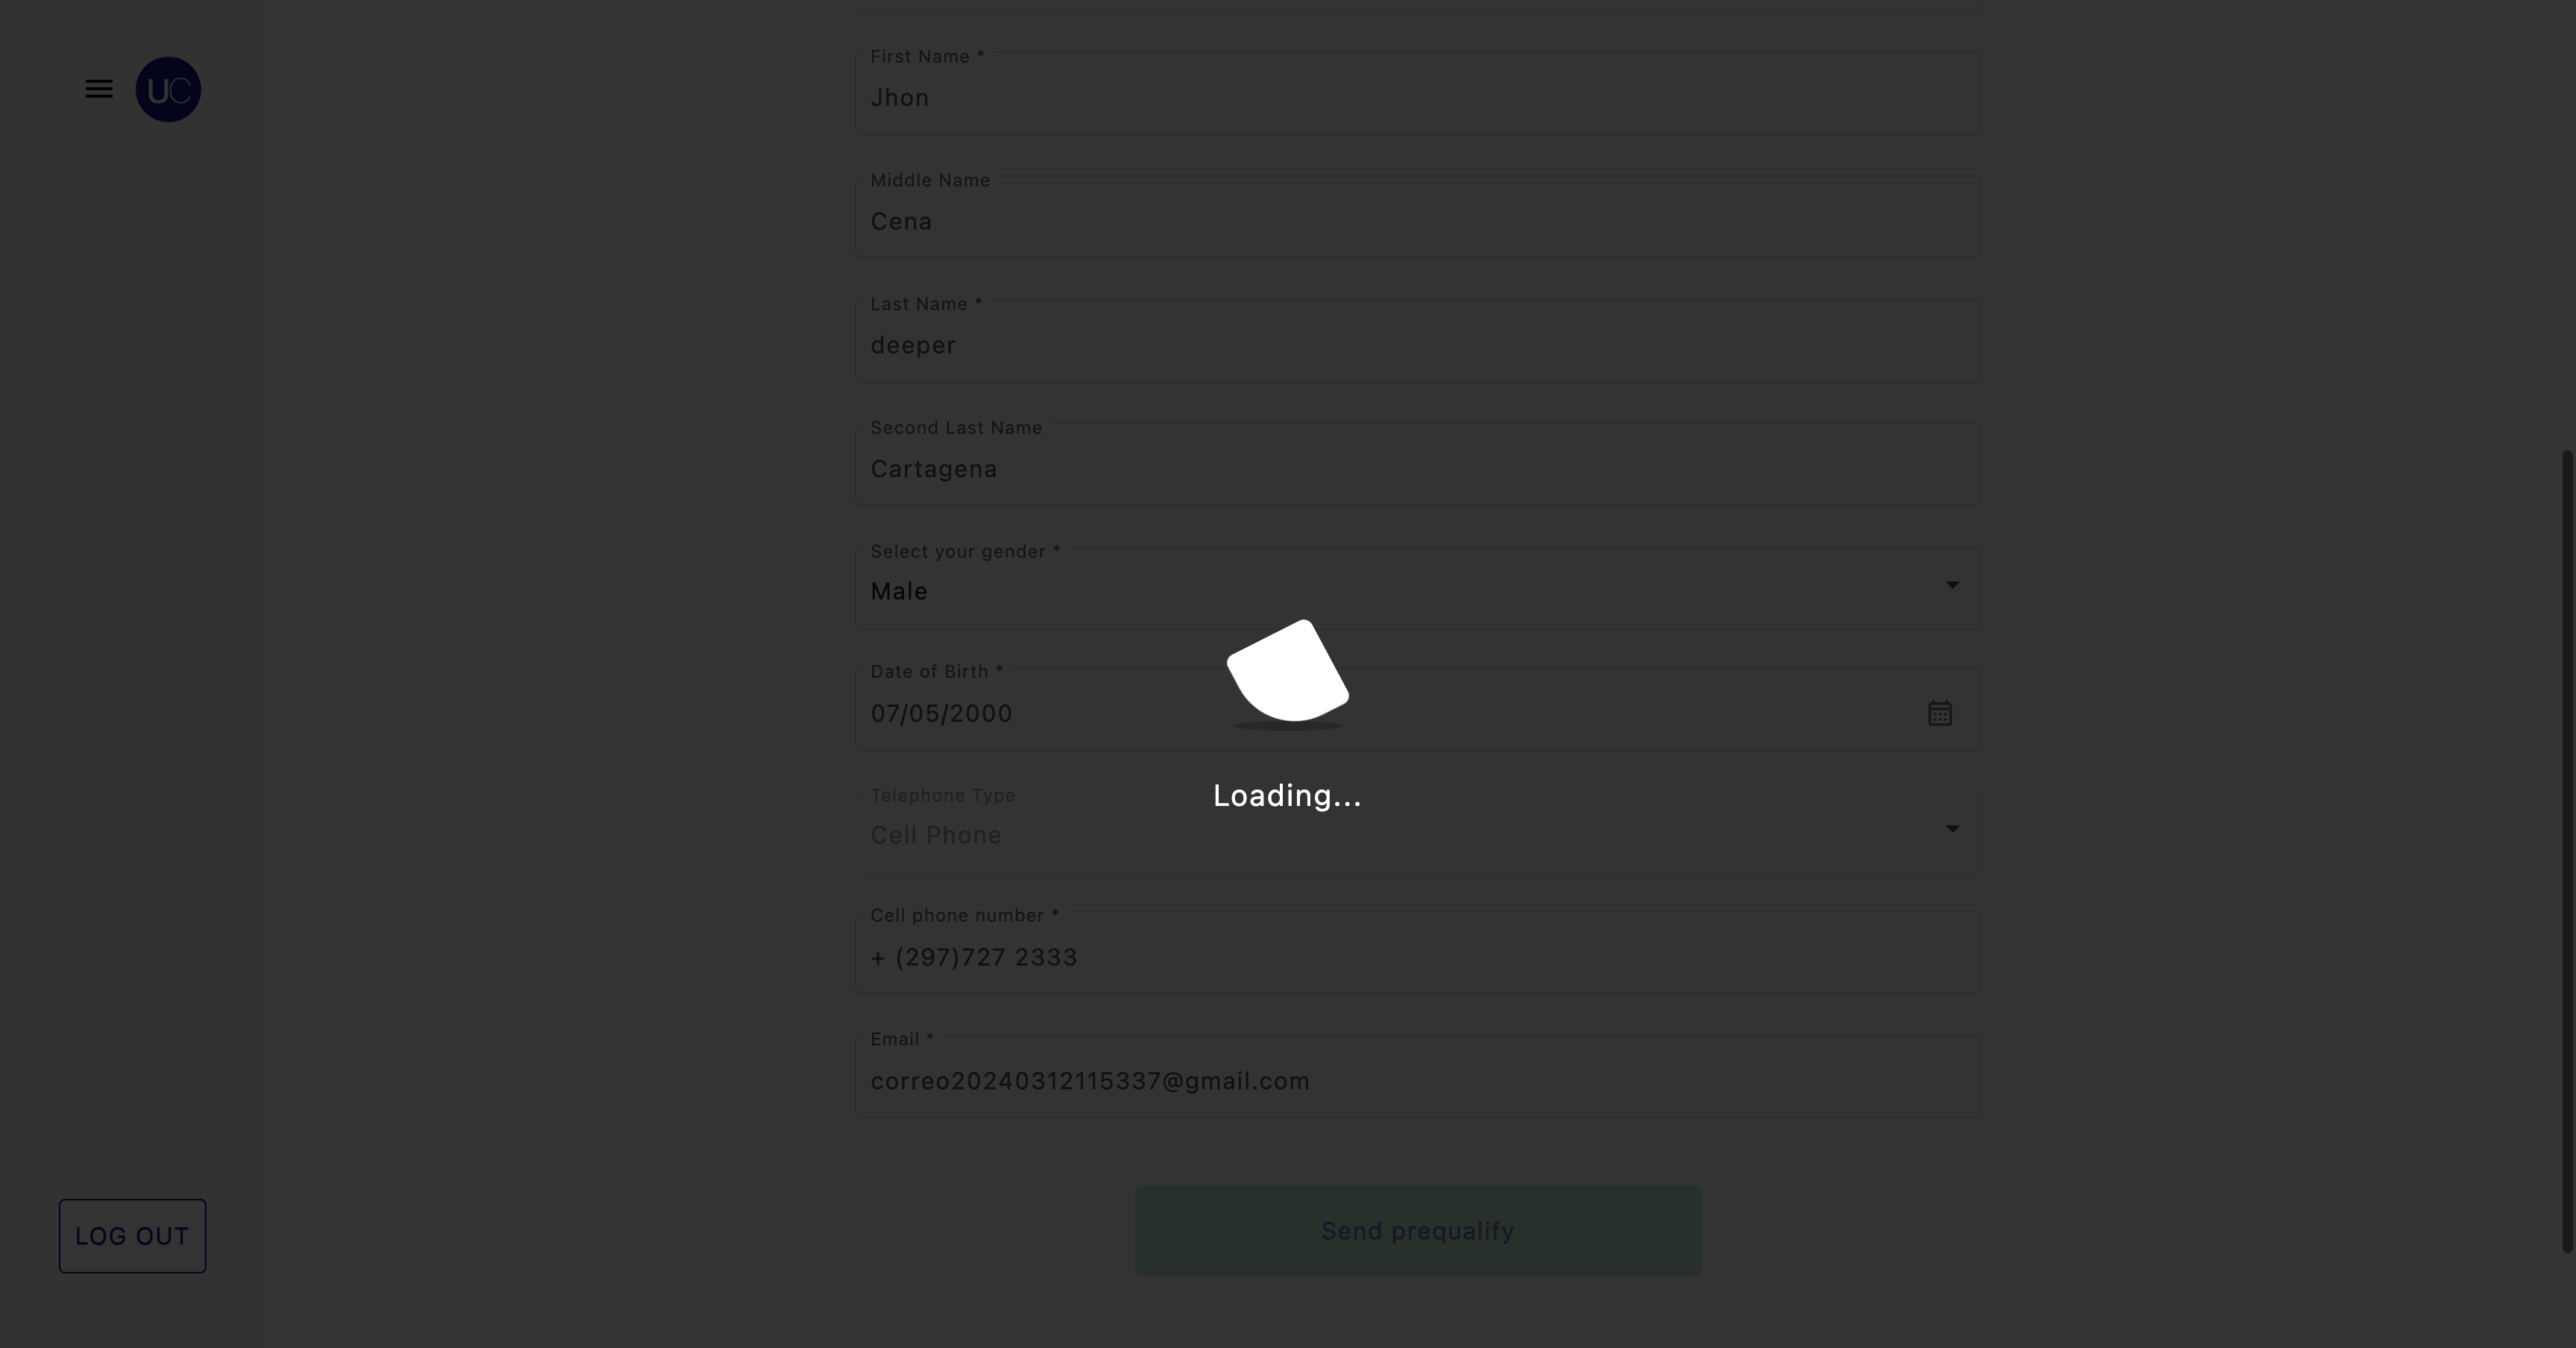 UC
First Name *
Jhon
Middle Name
Cena
Last Name *
deeper
Second Last Name
Cartagena
Select your gender *
Male
Date of Birth *
07/05/2000
Loading...
Telephone Type
Cell Phone
Cell phone number *
+ (297)727 2333
Email *
correo20240312115337@gmail.com
Send prequalify
LOG OUT